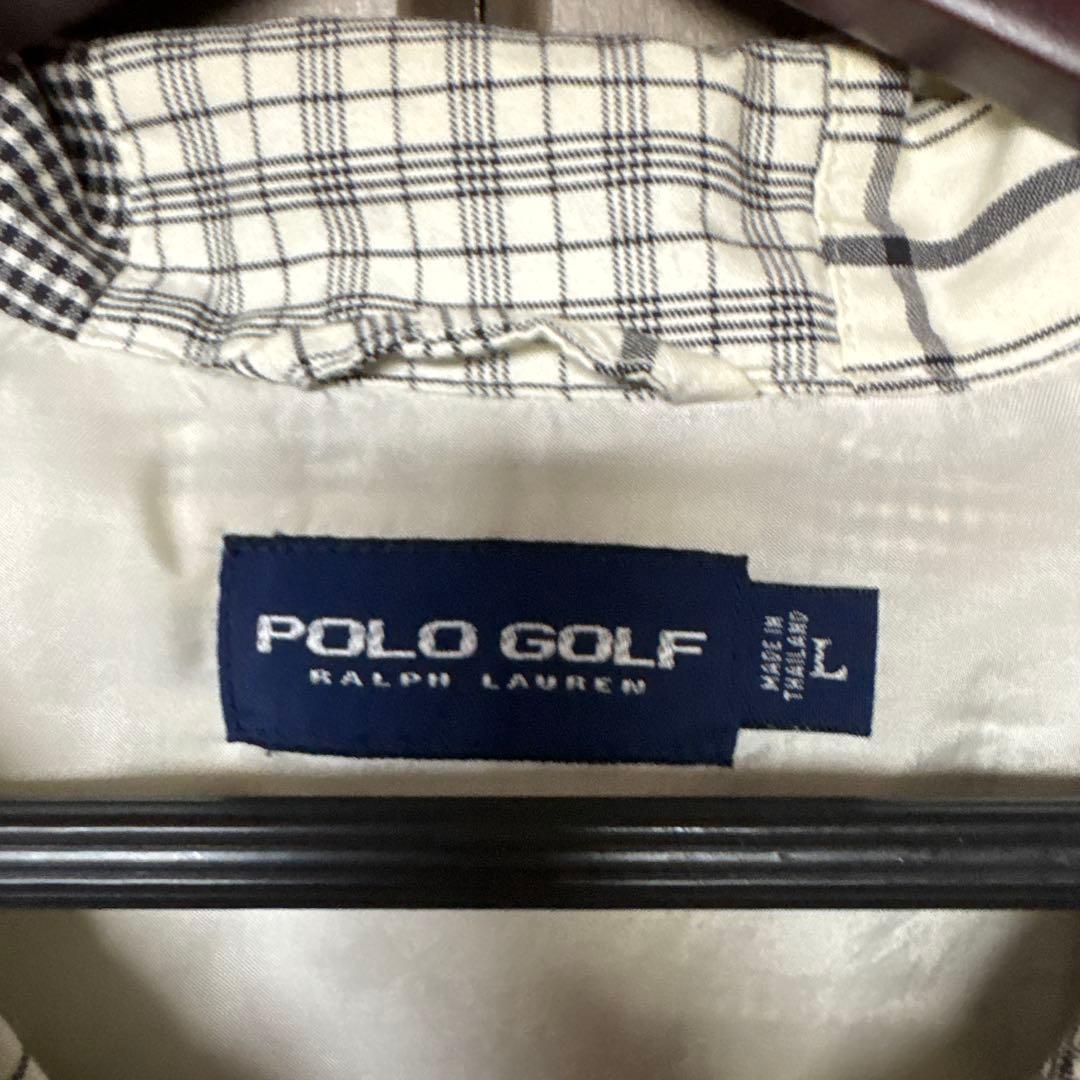 POLO GOLF
RALPH LAUREN
MADE IN
THAILAND
L